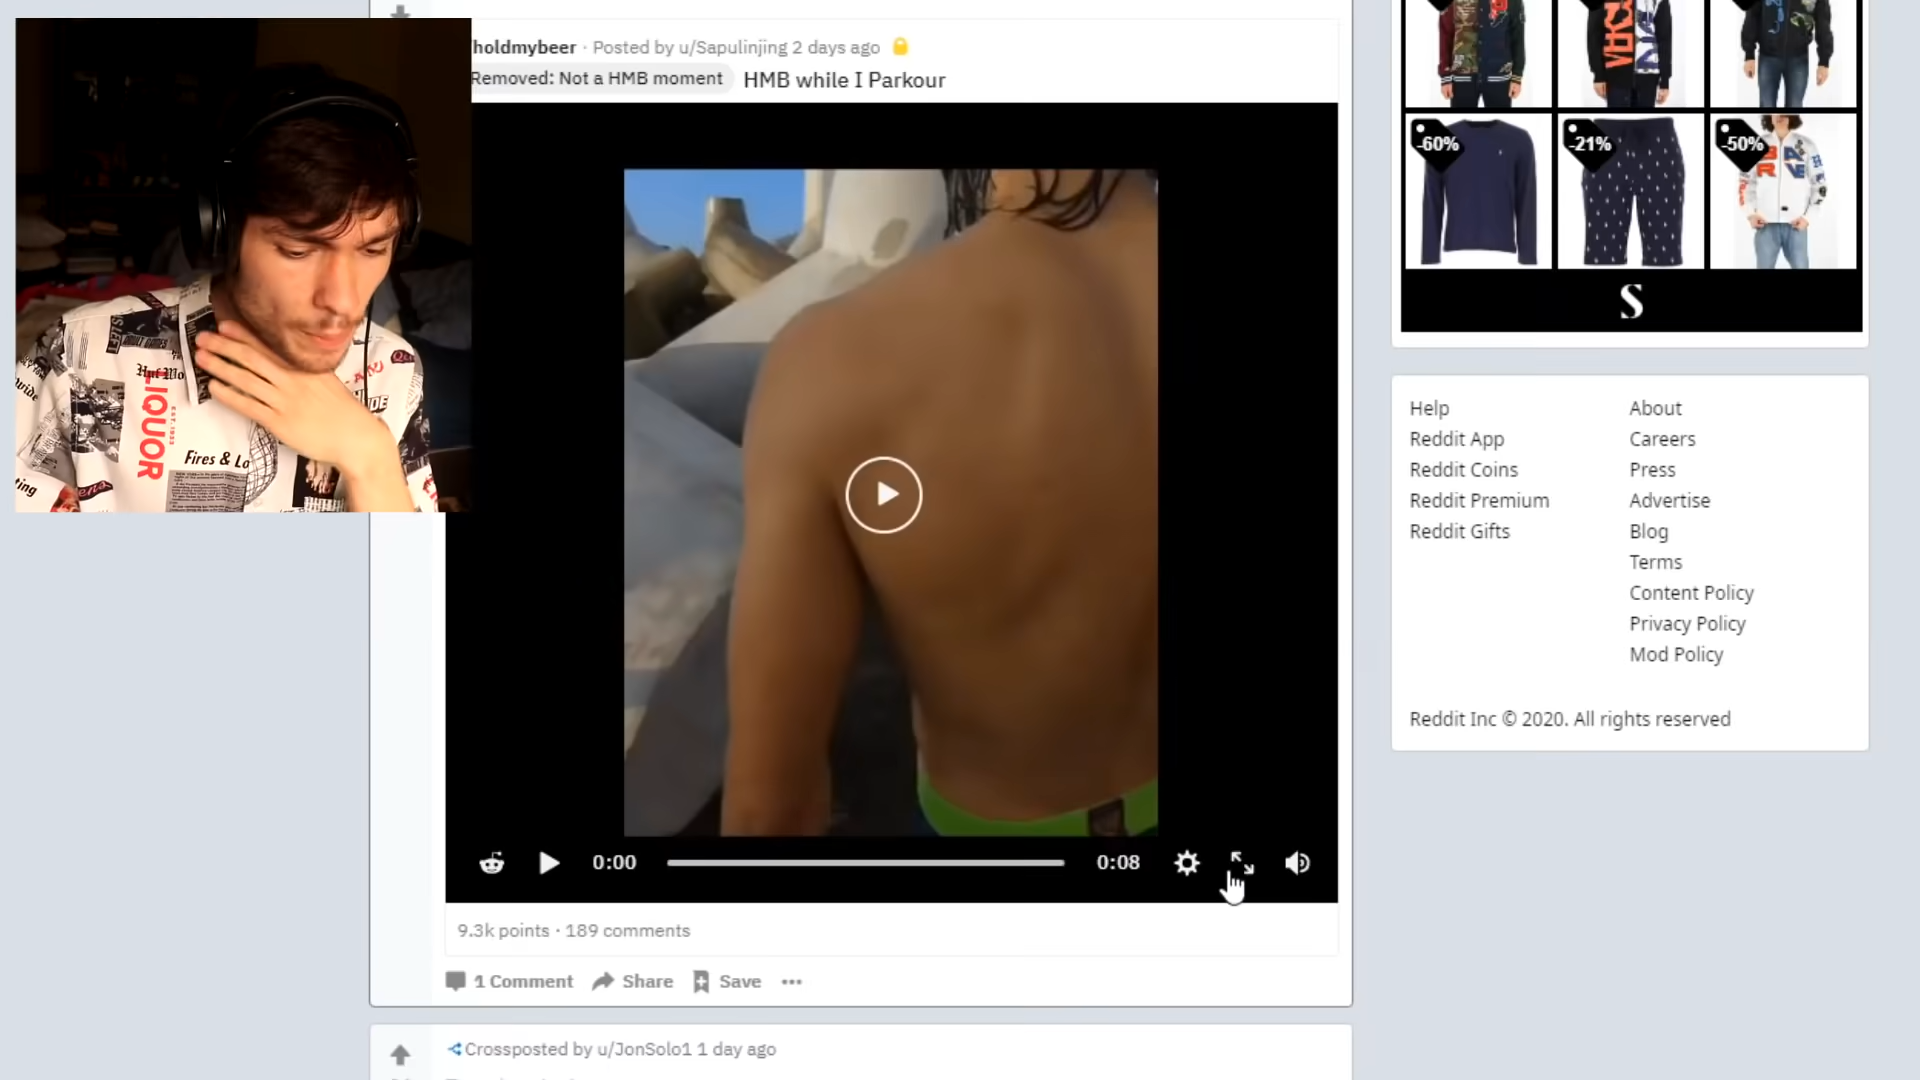 holdmybeer · Posted by u/Sapulinjing 2 days ago
Removed: Not a HMB moment HMB while I Parkour
LIQUOR
Fires & Lo
-60%
-21%
-50%
S
0:00
0:08
9.3k points · 189 comments
1 Comment Share Save ...
Crossposted by u/JonSolo1 1 day ago
Help
Reddit App
Reddit Coins
Reddit Premium
Reddit Gifts
About
Careers
Press
Advertise
Blog
Terms
Content Policy
Privacy Policy
Mod Policy
Reddit Inc © 2020. All rights reserved